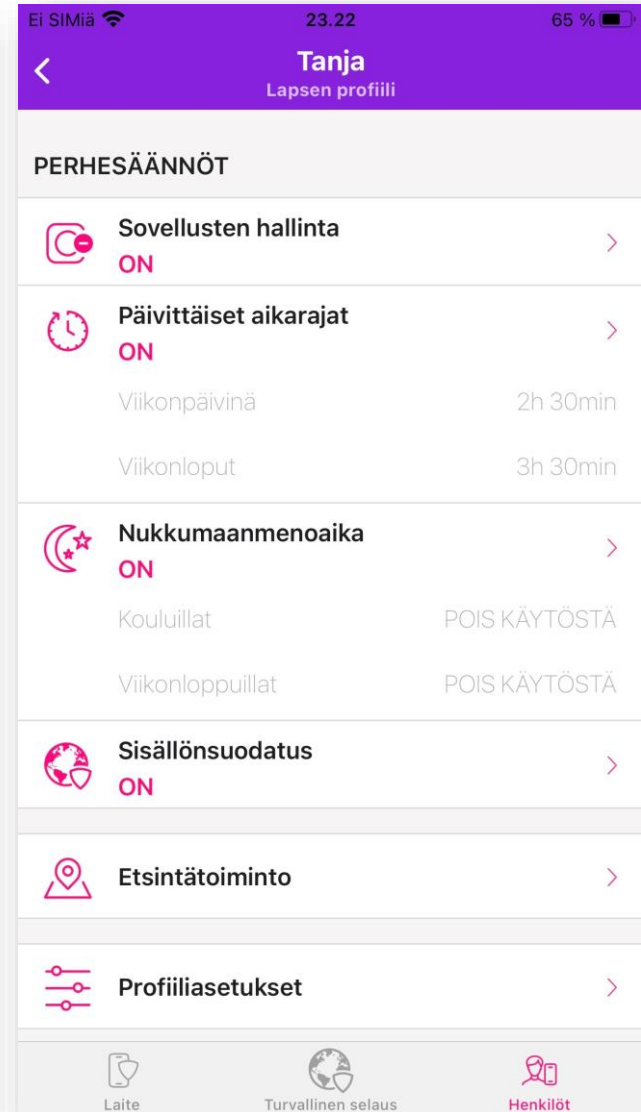 Ei SIMiä 23.22 65 %
Tanja
Lapsen profiili
PERHESÄÄNNÖT
Sovellusten hallinta
ON
Päivittäiset aikarajat
ON
Viikonpäivinä 2h 30min
Viikonloput 3h 30min
Nukkumaanmenoaika
ON
Kouluillat POIS KÄYTÖSTÄ
Viikonloppuillat POIS KÄYTÖSTÄ
Sisällönsuodatus
ON
Etsintätoiminto
Profiiliasetukset
Laite Turvallinen selaus Henkilöt